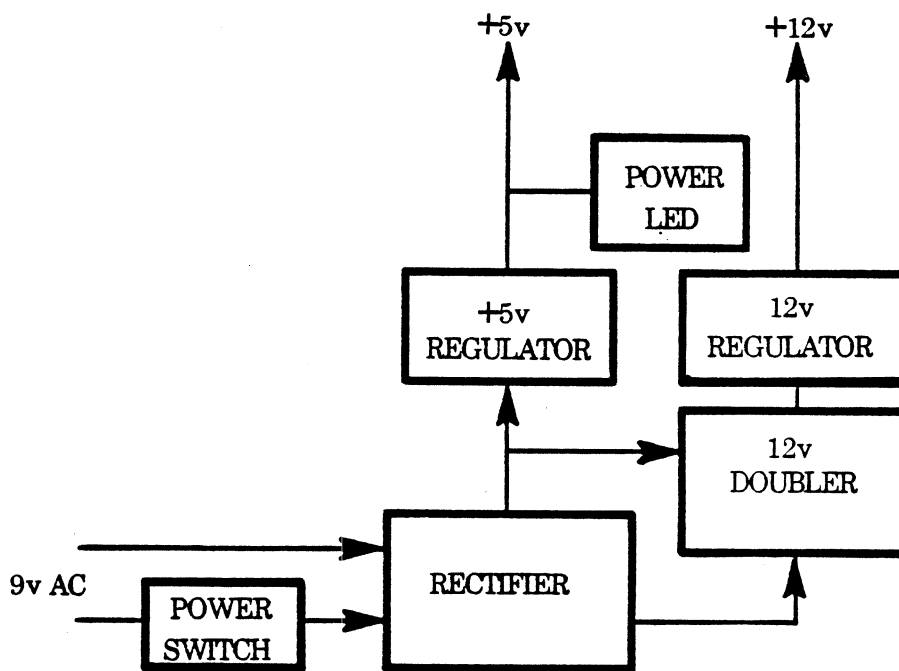 +5v
+12v
POWER
LED
+5v
REGULATOR
12v
REGULATOR
12v
DOUBLER
9v AC
POWER
SWITCH
RECTIFIER